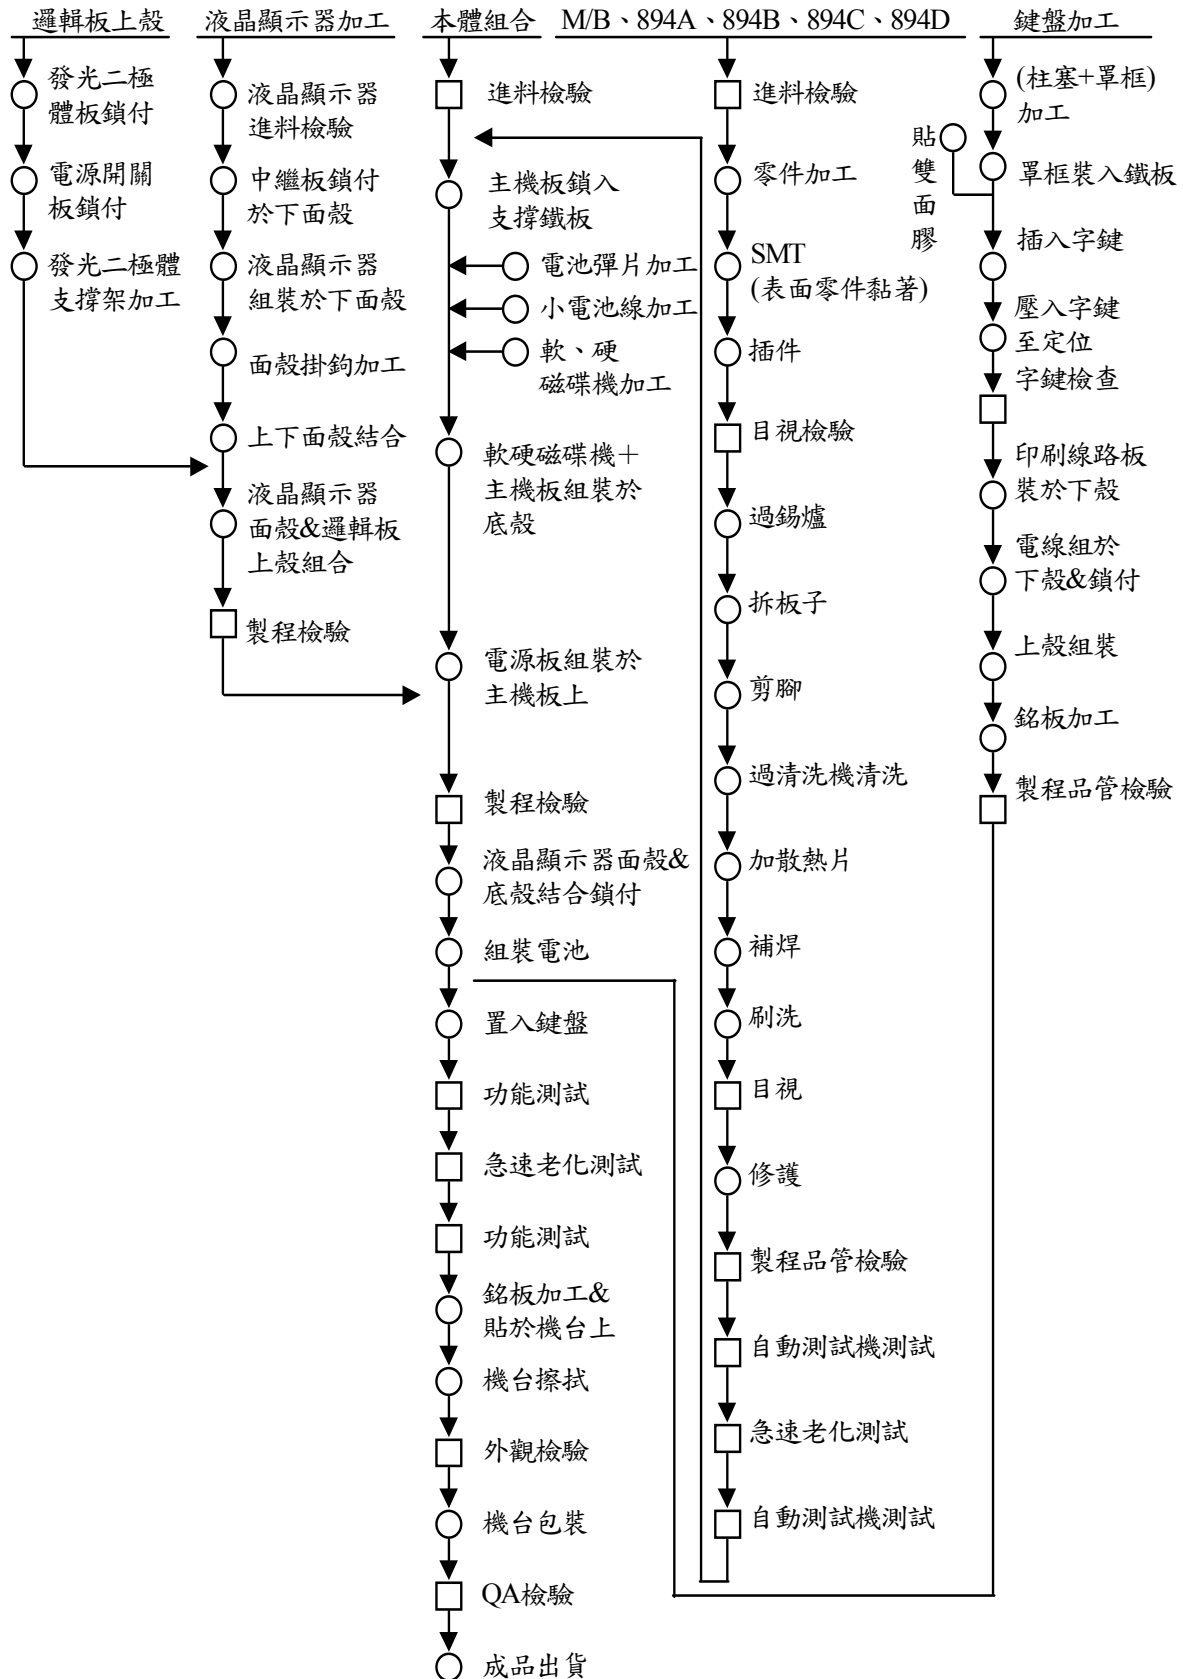 邏輯板上殼
發光二極
體板鎖付
電源開關
板鎖付
發光二極體
支撐架加工
液晶顯示器加工
液晶顯示器
進料檢驗
中繼板鎖付
於下面殼
液晶顯示器
組裝於下面殼
面殼掛鉤加工
上下面殼結合
液晶顯示器
面殼&邏輯板
上殼組合
製程檢驗
本體組合
進料檢驗
主機板鎖入
支撐鐵板
電池彈片加工
小電池線加工
軟、硬
磁碟機加工
軟硬磁碟機＋
主機板組裝於
底殼
電源板組裝於
主機板上
製程檢驗
液晶顯示器面殼&
底殼結合鎖付
組裝電池
置入鍵盤
功能測試
急速老化測試
功能測試
銘板加工&
貼於機台上
機台擦拭
外觀檢驗
機台包裝
QA檢驗
成品出貨
M/B、894A、894B、894C、894D
進料檢驗
零件加工
SMT
(表面零件黏著)
插件
目視檢驗
過錫爐
拆板子
剪腳
過清洗機清洗
加散熱片
補焊
刷洗
目視
修護
製程品管檢驗
自動測試機測試
急速老化測試
自動測試機測試
鍵盤加工
(柱塞+罩框)
加工
貼雙面膠
罩框裝入鐵板
插入字鍵
壓入字鍵
至定位
字鍵檢查
印刷線路板
裝於下殼
電線組於
下殼&鎖付
上殼組裝
銘板加工
製程品管檢驗